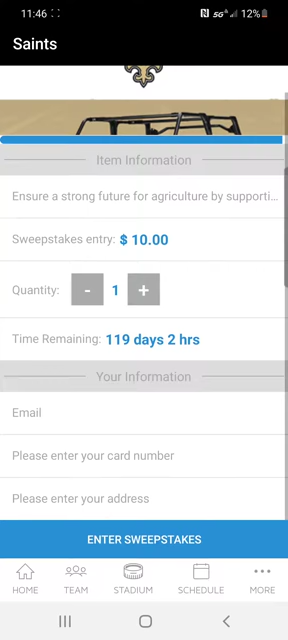 11:46
5G
12%
Saints
Item Information
Ensure a strong future for agriculture by supporti...
Sweepstakes entry: $ 10.00
Quantity: - 1 +
Time Remaining: 119 days 2 hrs
Your Information
Email
Please enter your card number
Please enter your address
ENTER SWEEPSTAKES
HOME TEAM STADIUM SCHEDULE MORE